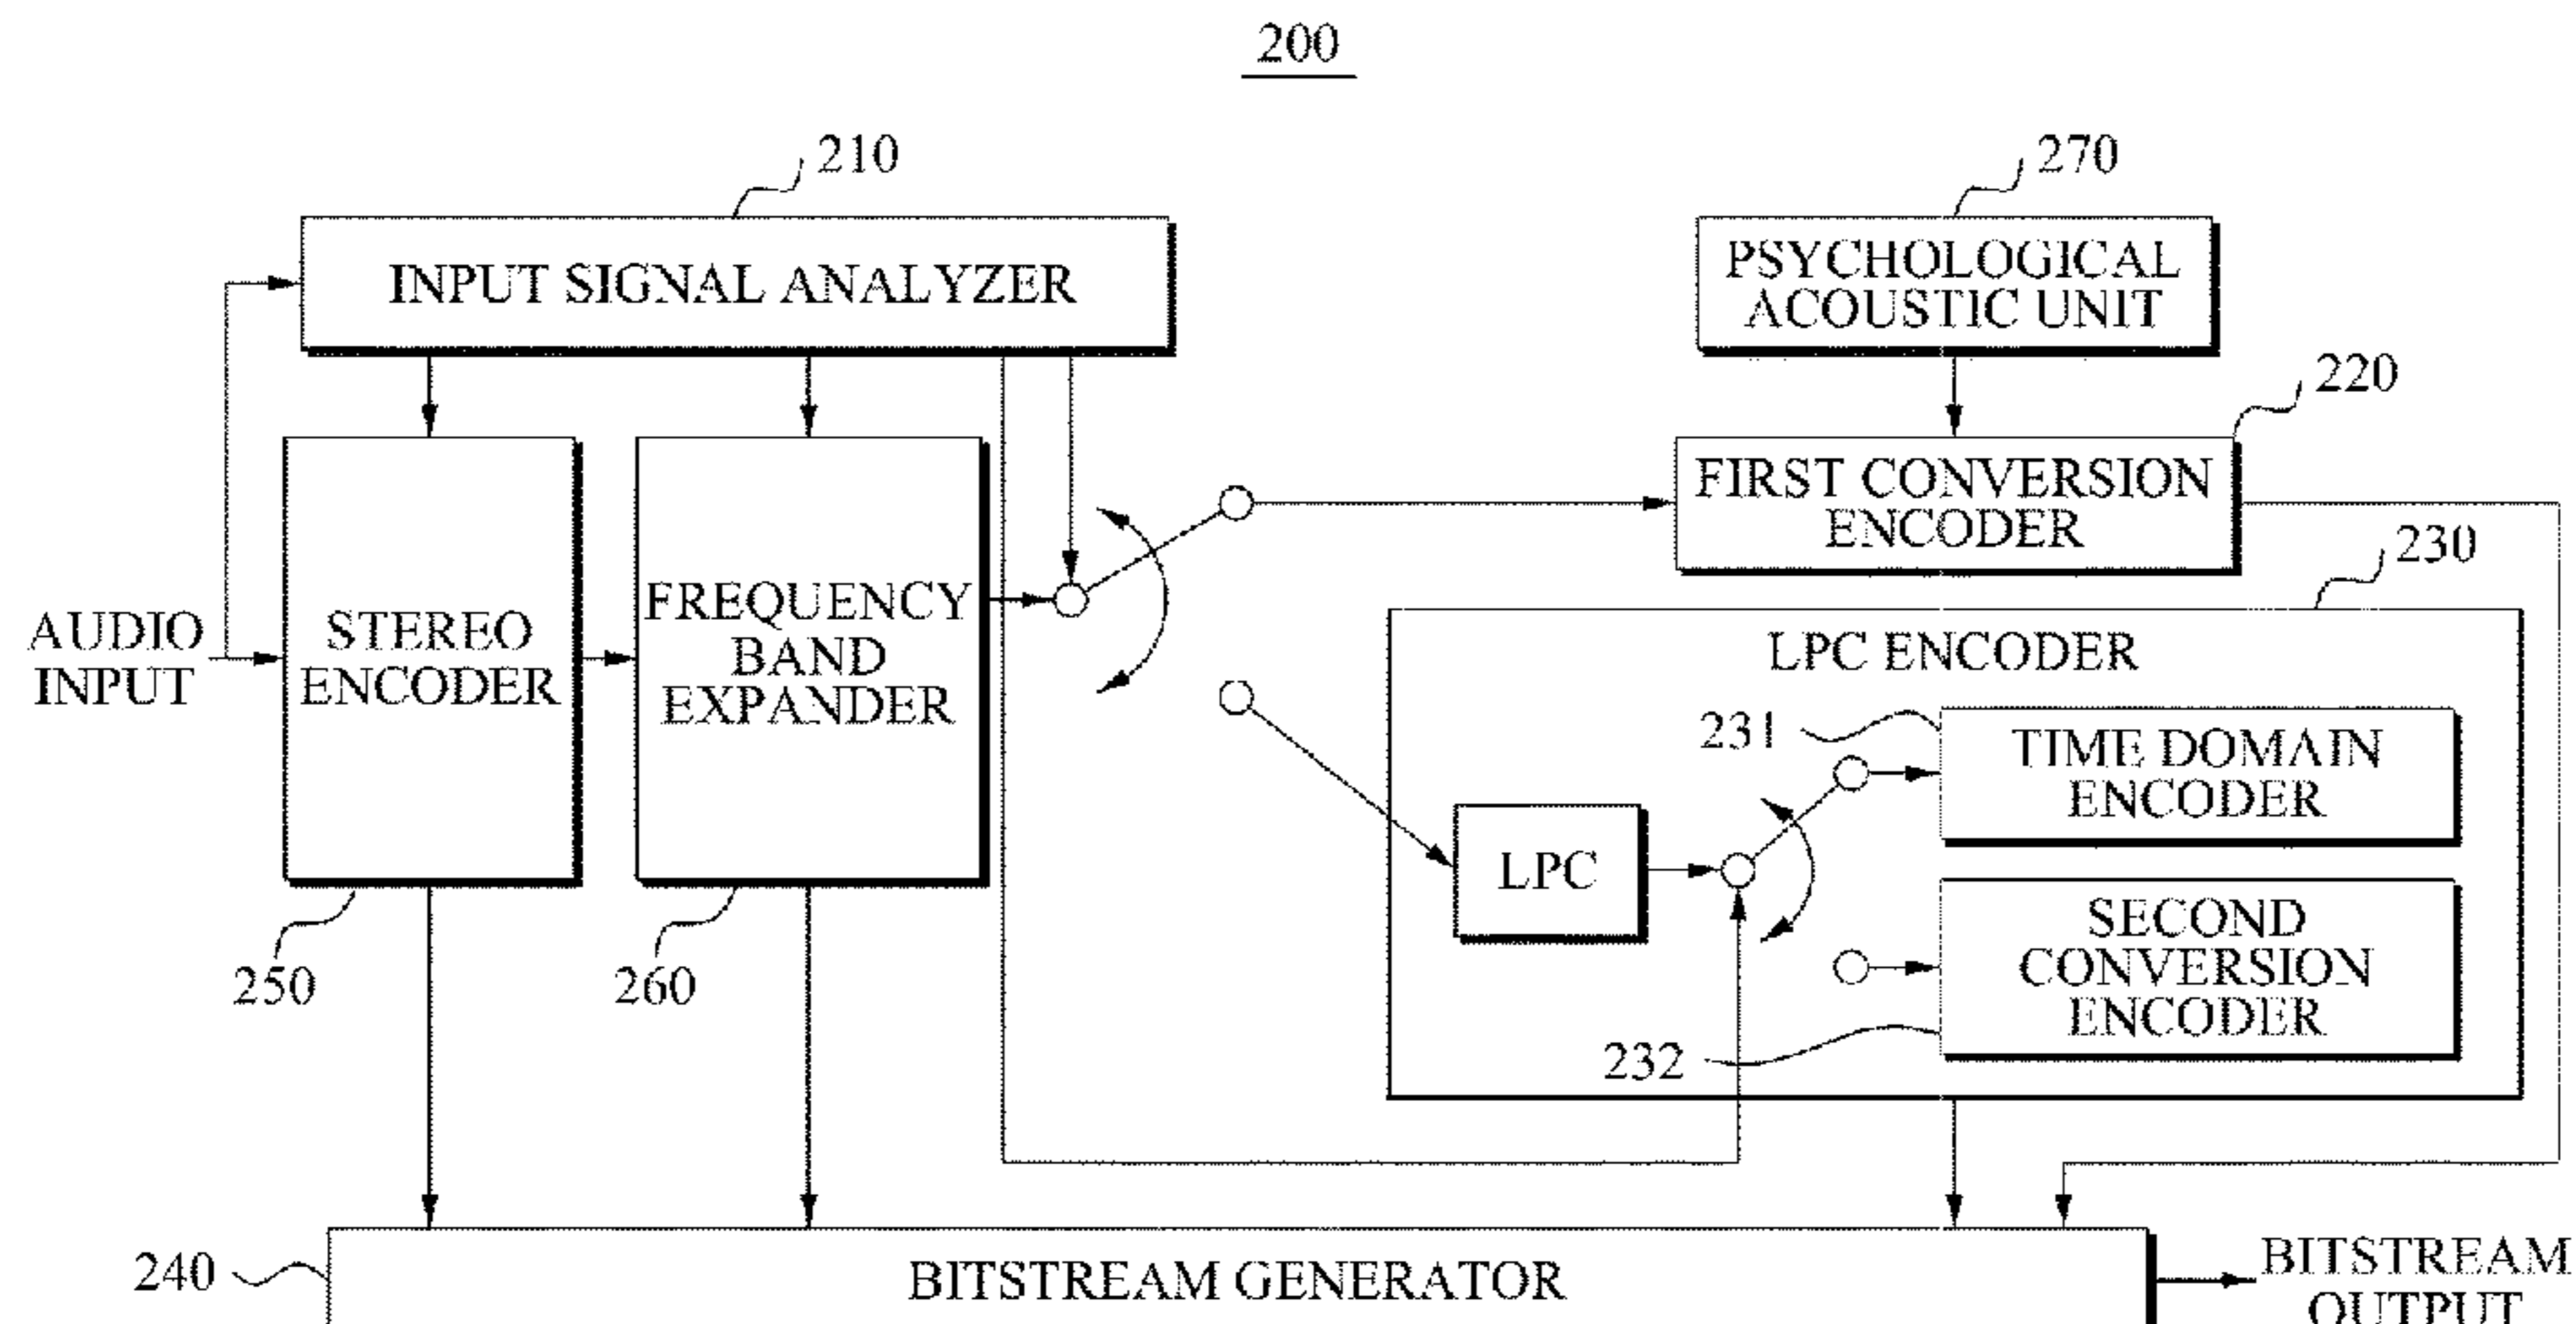 200
210
270
INPUT SIGNAL ANALYZER
PSYCHOLOGICAL
ACOUSTIC UNIT
220
FIRST CONVERSION
ENCODER
230
AUDIO
INPUT
STEREO
ENCODER
FREQUENCY
BAND
EXPANDER
LPC ENCODER
231
TIME DOMAIN
ENCODER
LPC
SECOND
CONVERSION
ENCODER
232
250
260
240
BITSTREAM GENERATOR
BITSTREAM
OUTPUT